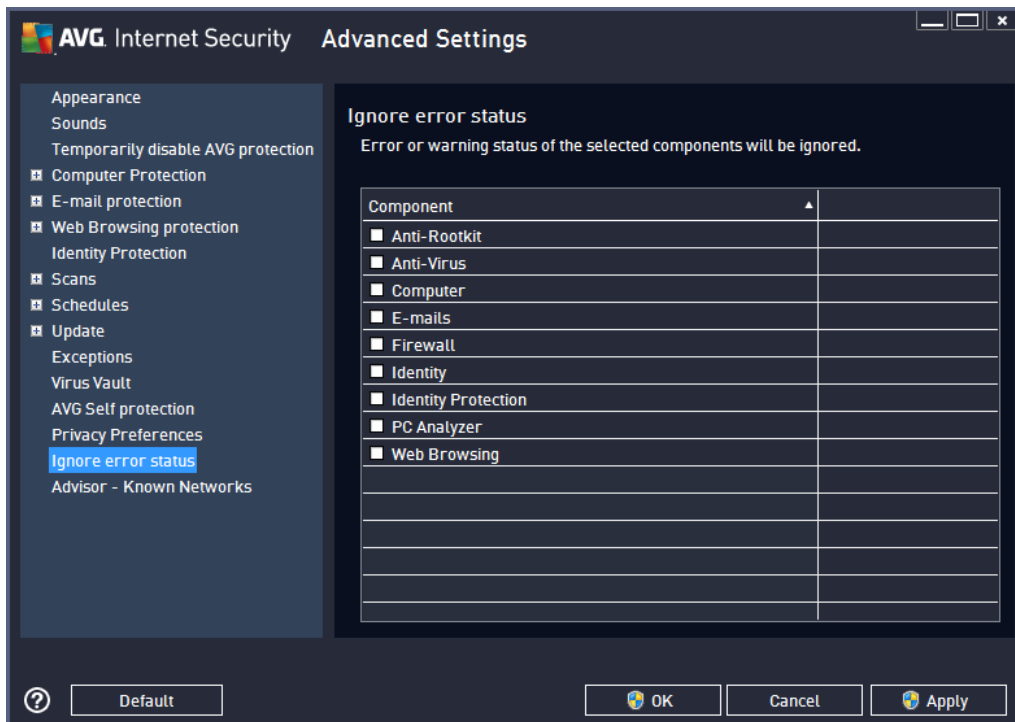 AVG. Internet Security Advanced Settings
Appearance
Sounds
Temporarily disable AVG protection
Computer Protection
E-mail protection
Web Browsing protection
Identity Protection
Scans
Schedules
Update
Exceptions
Virus Vault
AVG Self protection
Privacy Preferences
Ignore error status
Advisor - Known Networks
Ignore error status
Error or warning status of the selected components will be ignored.
Component
Anti-Rootkit
Anti-Virus
Computer
E-mails
Firewall
Identity
Identity Protection
PC Analyzer
Web Browsing
? Default OK Cancel Apply